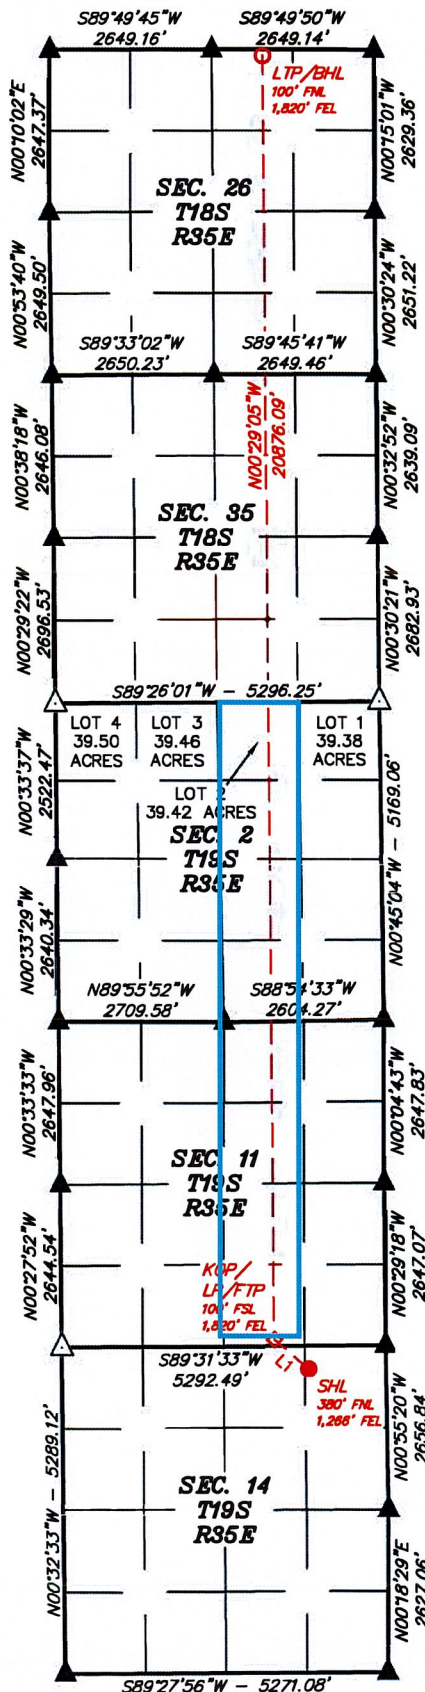 S89°49'45"W
2649.16'
S89°49'50"W
2649.14'
LTP/BHL
100' FNL
1,820' FEL
N00°10'02"E
2647.37'
N00°15'01"W
2629.36'
SEC. 26
T18S
R35E
N00°53'40"W
2649.50'
N00°30'24"W
2651.22'
S89°33'02"W
2650.23'
S89°45'41"W
2649.46'
N00°29'05"W
20876.09'
N00°38'18"W
2646.08'
N00°32'52"W
2639.09'
SEC. 35
T18S
R35E
N00°29'22"W
2696.53'
N00°30'21"W
2682.93'
S89°26'01"W - 5296.25'
LOT 4
39.50
ACRES
LOT 3
39.46
ACRES
LOT 1
39.38
ACRES
LOT 2
39.42 ACRES
N00°33'37"W
2522.47'
N00°45'04"W - 5169.06'
SEC. 2
T19S
R35E
N00°33'29"W
2640.34'
N89°55'52"W
2709.58'
S88°54'33"W
2604.27'
N00°33'33"W
2647.96'
N00°04'43"W
2647.83'
SEC. 11
T19S
R35E
N00°27'52"W
2644.54'
N00°29'18"W
2647.07'
KOP/
LP/FTP
100' FSL
1,820' FEL
S89°31'33"W
5292.49'
L1
SHL
380' FNL
1,266' FEL
N00°32'33"W - 5289.12'
N00°55'20"W
2656.84'
SEC. 14
T19S
R35E
N00°18'29"E
2627.06'
S89°27'56"W - 5271.08'